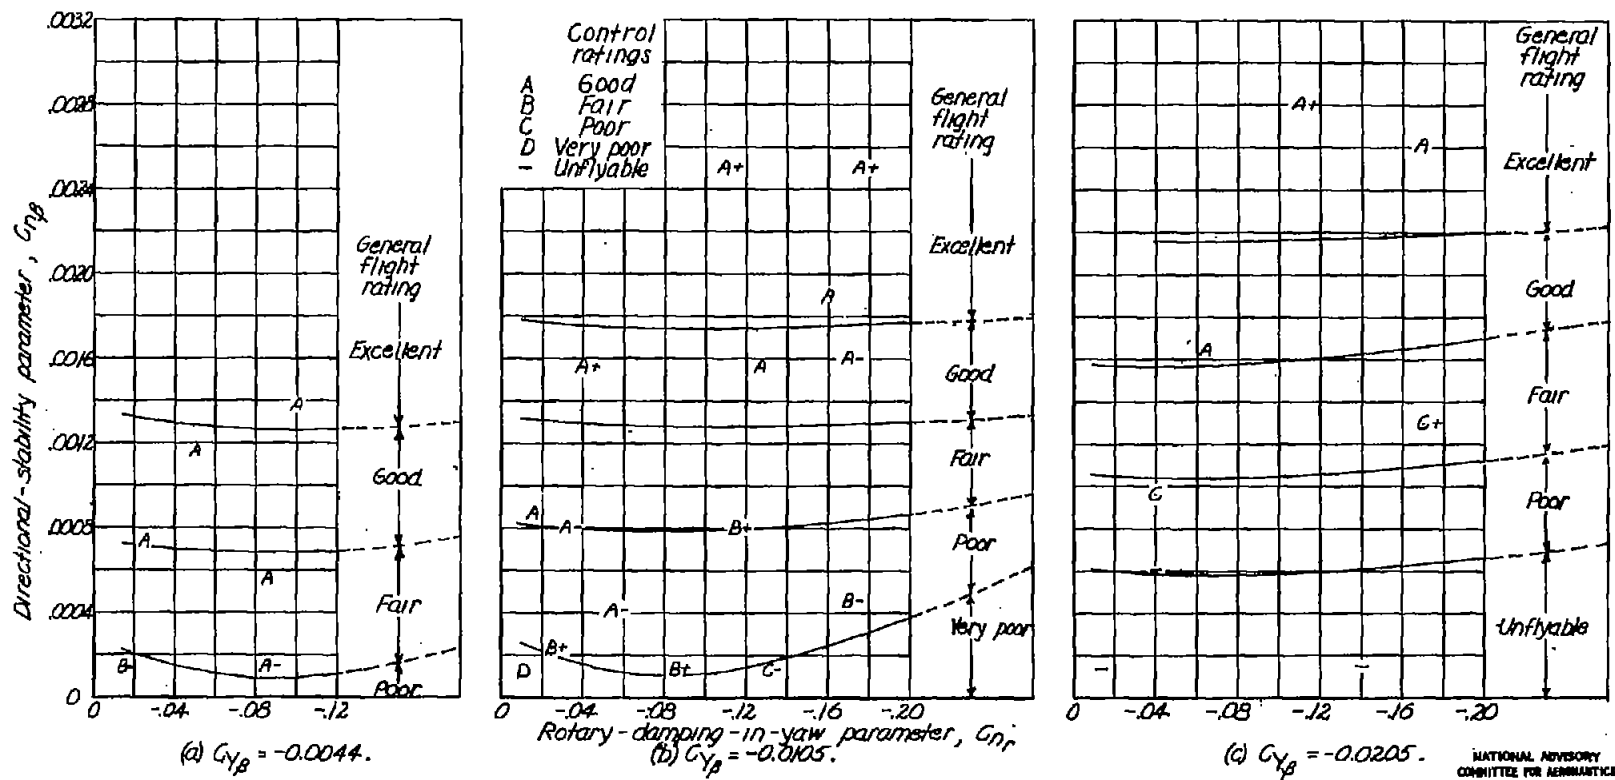 .0032
.0028
.0024
.0020
.0016
.0012
.0008
.0004
0
Directional-stability parameter, Cnβ
General
flight
rating
Excellent
Good
Fair
Poor
A
A
A
A
B-
A-
0 -.04 -.08 -.12
(a) CYβ = -0.0044.
Control
ratings
A Good
B Fair
C Poor
D Very poor
– Unflyable
General
flight
rating
Excellent
Good
Fair
Poor
Very poor
A+ A+
A
A+ A A-
A A- B+
A- B-
B+
D B+ C-
0 -.04 -.08 -.12 -.16 -.20
Rotary-damping-in-yaw parameter, Cnr
(b) CYβ = -0.0105.
General
flight
rating
Excellent
Good
Fair
Poor
Unflyable
A+
A
A
C+
C
–
– –
0 -.04 -.08 -.12 -.16 -.20
(c) CYβ = -0.0205.
NATIONAL ADVISORY
COMMITTEE FOR AERONAUTICS